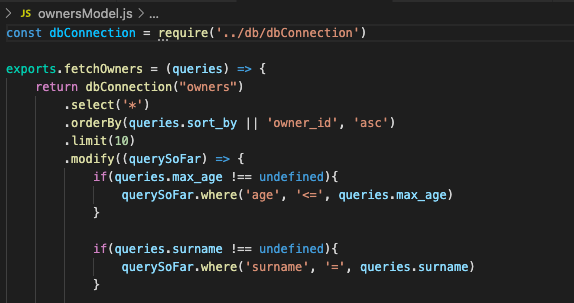 > JS ownersModel.js > ...
const dbConnection = require('../db/dbConnection')
exports.fetchOwners = (queries) => {
    return dbConnection("owners")
        .select('*')
        .orderBy(queries.sort_by || 'owner_id', 'asc')
        .limit(10)
        .modify((querySoFar) => {
            if(queries.max_age !== undefined){
                querySoFar.where('age', '<=', queries.max_age)
            }
            if(queries.surname !== undefined){
                querySoFar.where('surname', '=', queries.surname)
            }